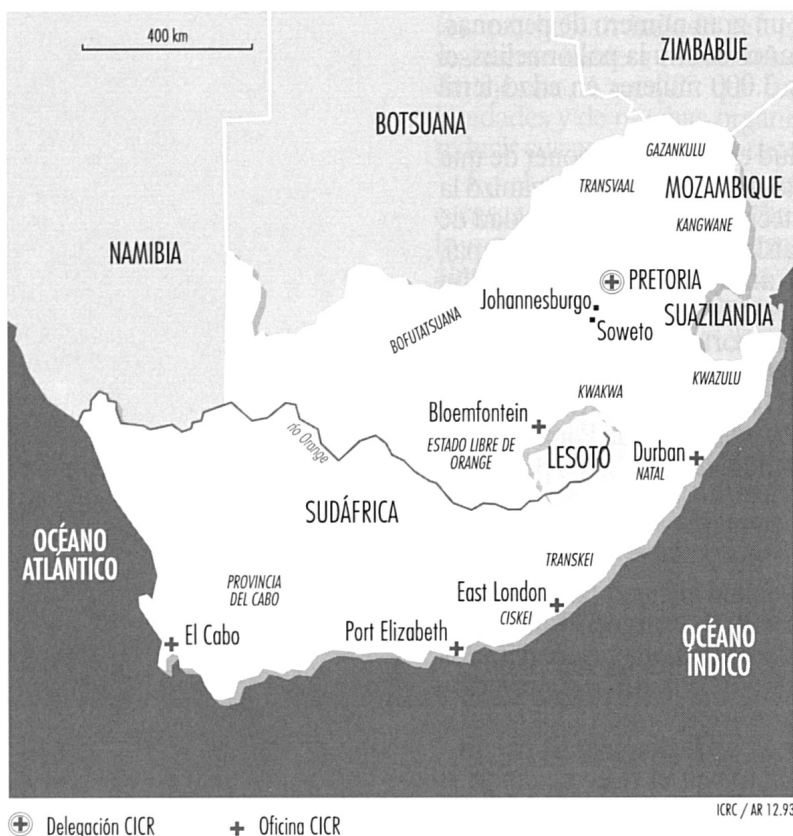 400 km
ZIMBABUE
BOTSUANA
GAZANKULU
TRANSVAAL
MOZAMBIQUE
KANGWANE
NAMIBIA
PRETORIA
Johannesburgo
SUAZILANDIA
Soweto
BOFUTATSUANA
KWAKWA
KWAZULU
Bloemfontein
río Orange
ESTADO LIBRE DE
ORANGE
LESOTO
Durban
NATAL
SUDÁFRICA
OCÉANO
ATLÁNTICO
TRANSKEI
PROVINCIA
DEL CABO
East London
CISKEI
El Cabo
Port Elizabeth
OCÉANO
ÍNDICO
ICRC / AR 12.93
Delegación CICR
Oficina CICR